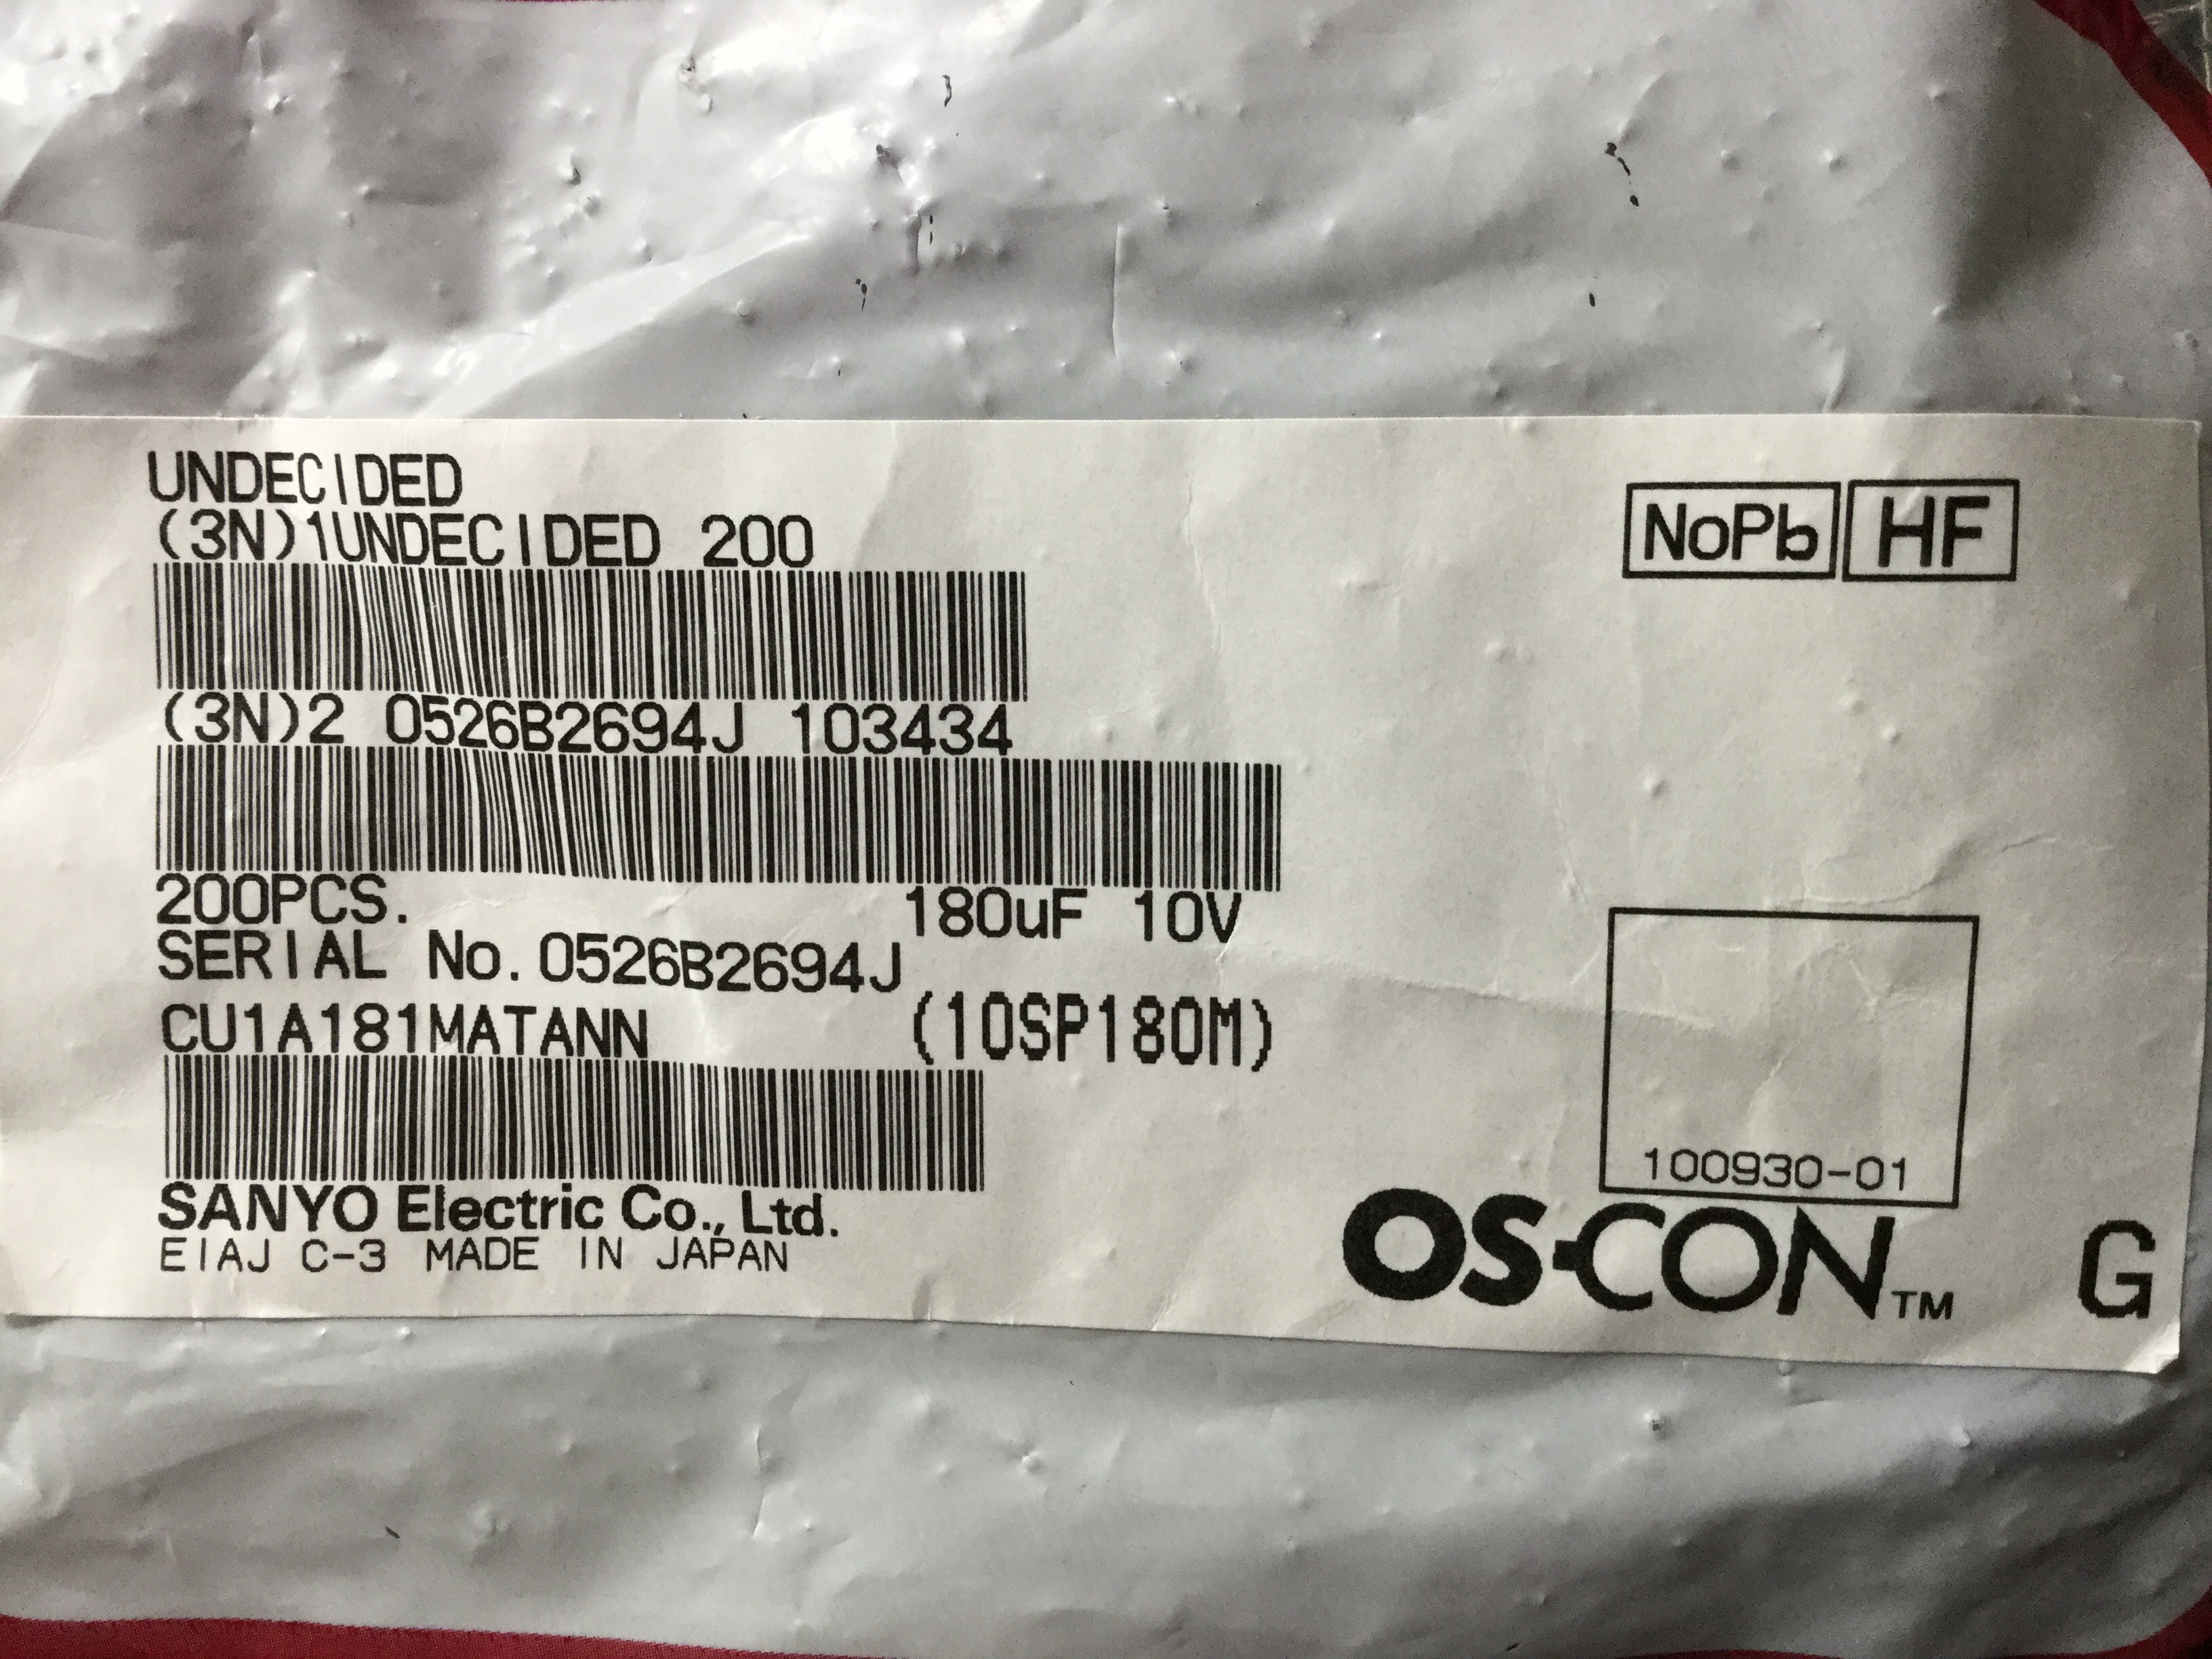 UNDECIDED
(3N)1UNDECIDED 200
NoPb HF
(3N)2 0526B2694J 103434
200PCS. 180uF 10V
SERIAL No. 0526B2694J
CU1A181MATANN (10SP180M)
100930-01
SANYO Electric Co., Ltd.
EIAJ C-3 MADE IN JAPAN
OS-CON TM G